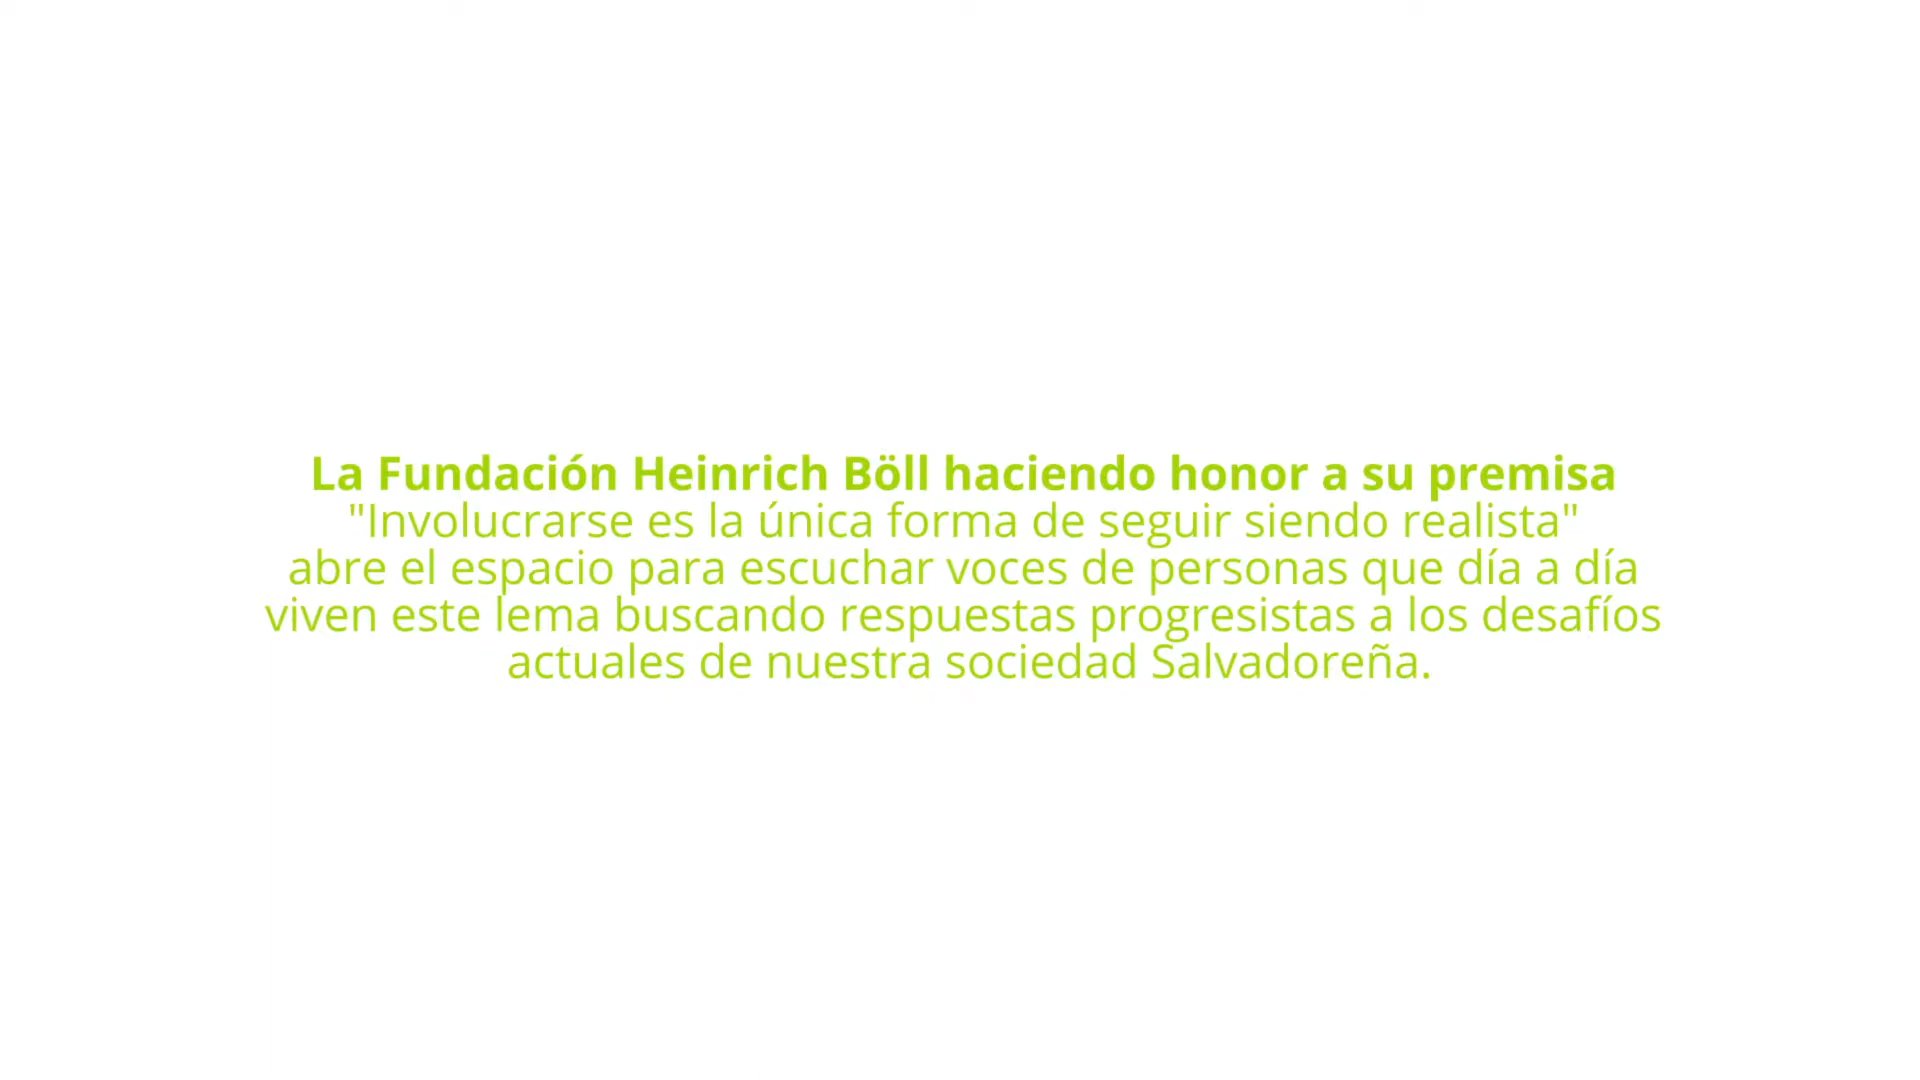 La Fundación Heinrich Böll haciendo honor a su premisa
"Involucrarse es la única forma de seguir siendo realista"
abre el espacio para escuchar voces de personas que día a día
viven este lema buscando respuestas progresistas a los desafíos
actuales de nuestra sociedad Salvadoreña.